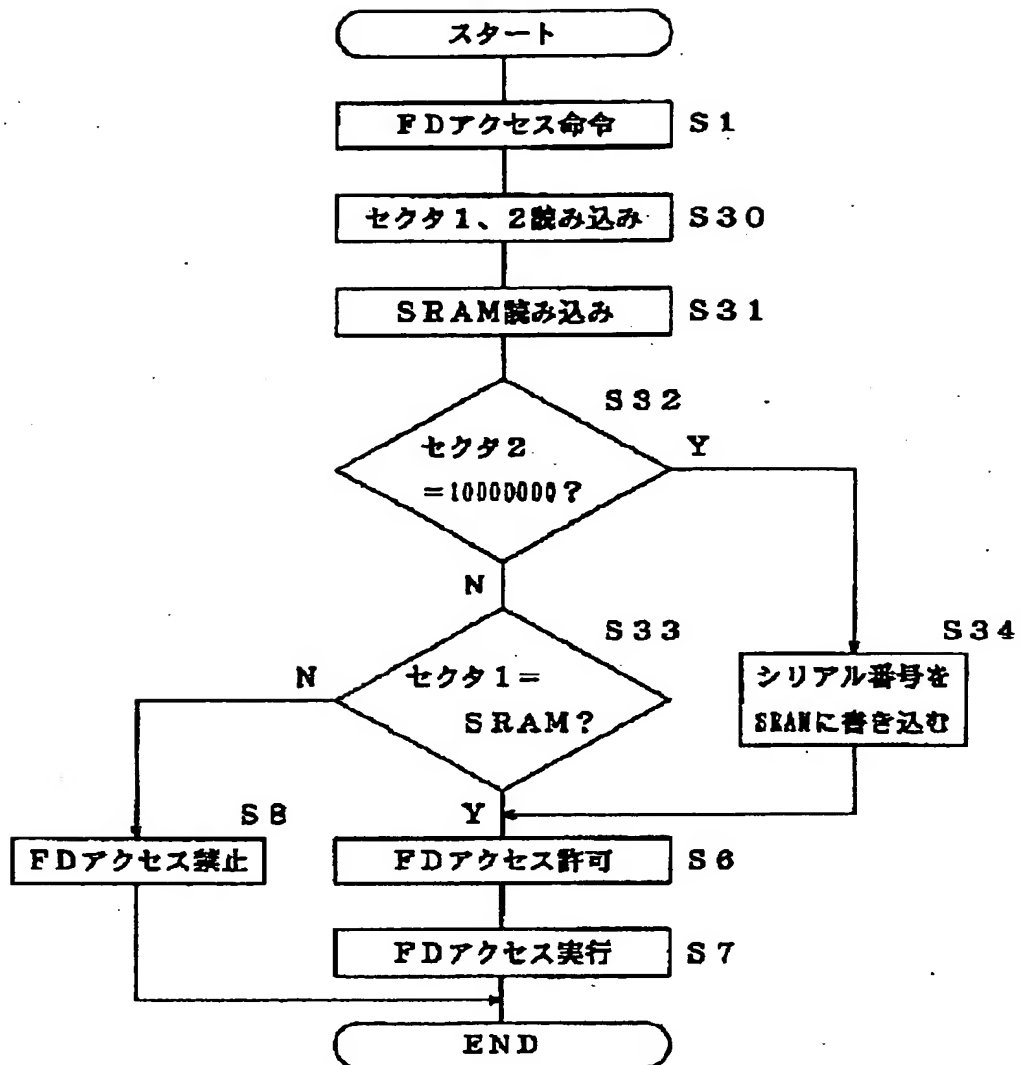 スタート
FDアクセス命令 S1
セクタ1、2読み込み S30
SRAM読み込み S31
S32
セクタ2
=10000000?
Y
N
S33
セクタ1=
SRAM?
N
S34
シリアル番号を
SRAMに書き込む
Y
S8
FDアクセス禁止
FDアクセス許可 S6
FDアクセス実行 S7
END